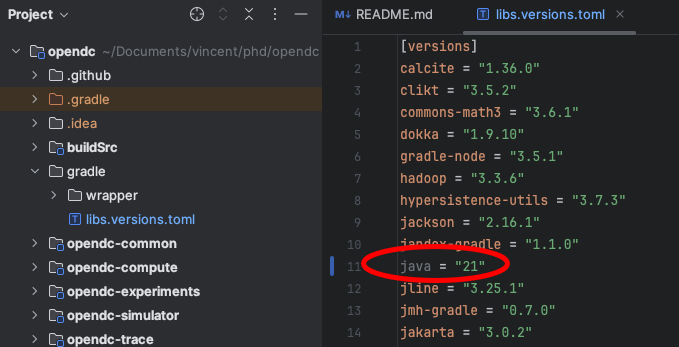 Project
opendc ~/Documents/vincent/phd/opendc
.github
.gradle
.idea
buildSrc
gradle
wrapper
libs.versions.toml
opendc-common
opendc-compute
opendc-experiments
opendc-simulator
opendc-trace
README.md
libs.versions.toml
1 [versions]
2 calcite = "1.36.0"
3 clikt = "3.5.2"
4 commons-math3 = "3.6.1"
5 dokka = "1.9.10"
6 gradle-node = "3.5.1"
7 hadoop = "3.3.6"
8 hypersistence-utils = "3.7.3"
9 jackson = "2.16.1"
10 jandex-gradle = "1.1.0"
11 java = "21"
12 jline = "3.25.1"
13 jmh-gradle = "0.7.0"
14 jakarta = "3.0.2"